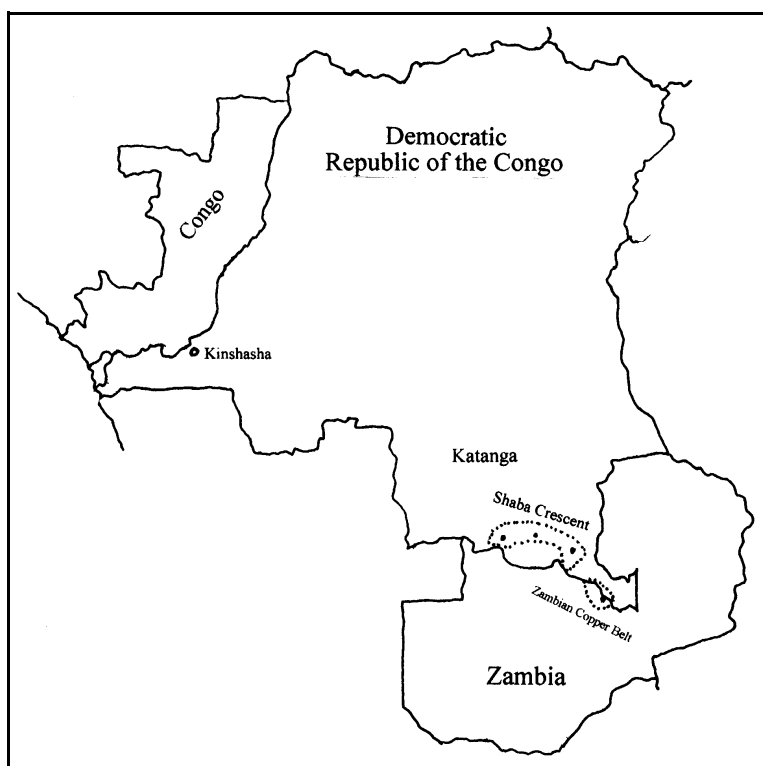 Democratic
Republic of the Congo
Congo
Kinshasha
Katanga
Shaba Crescent
Zambian Copper Belt
Zambia